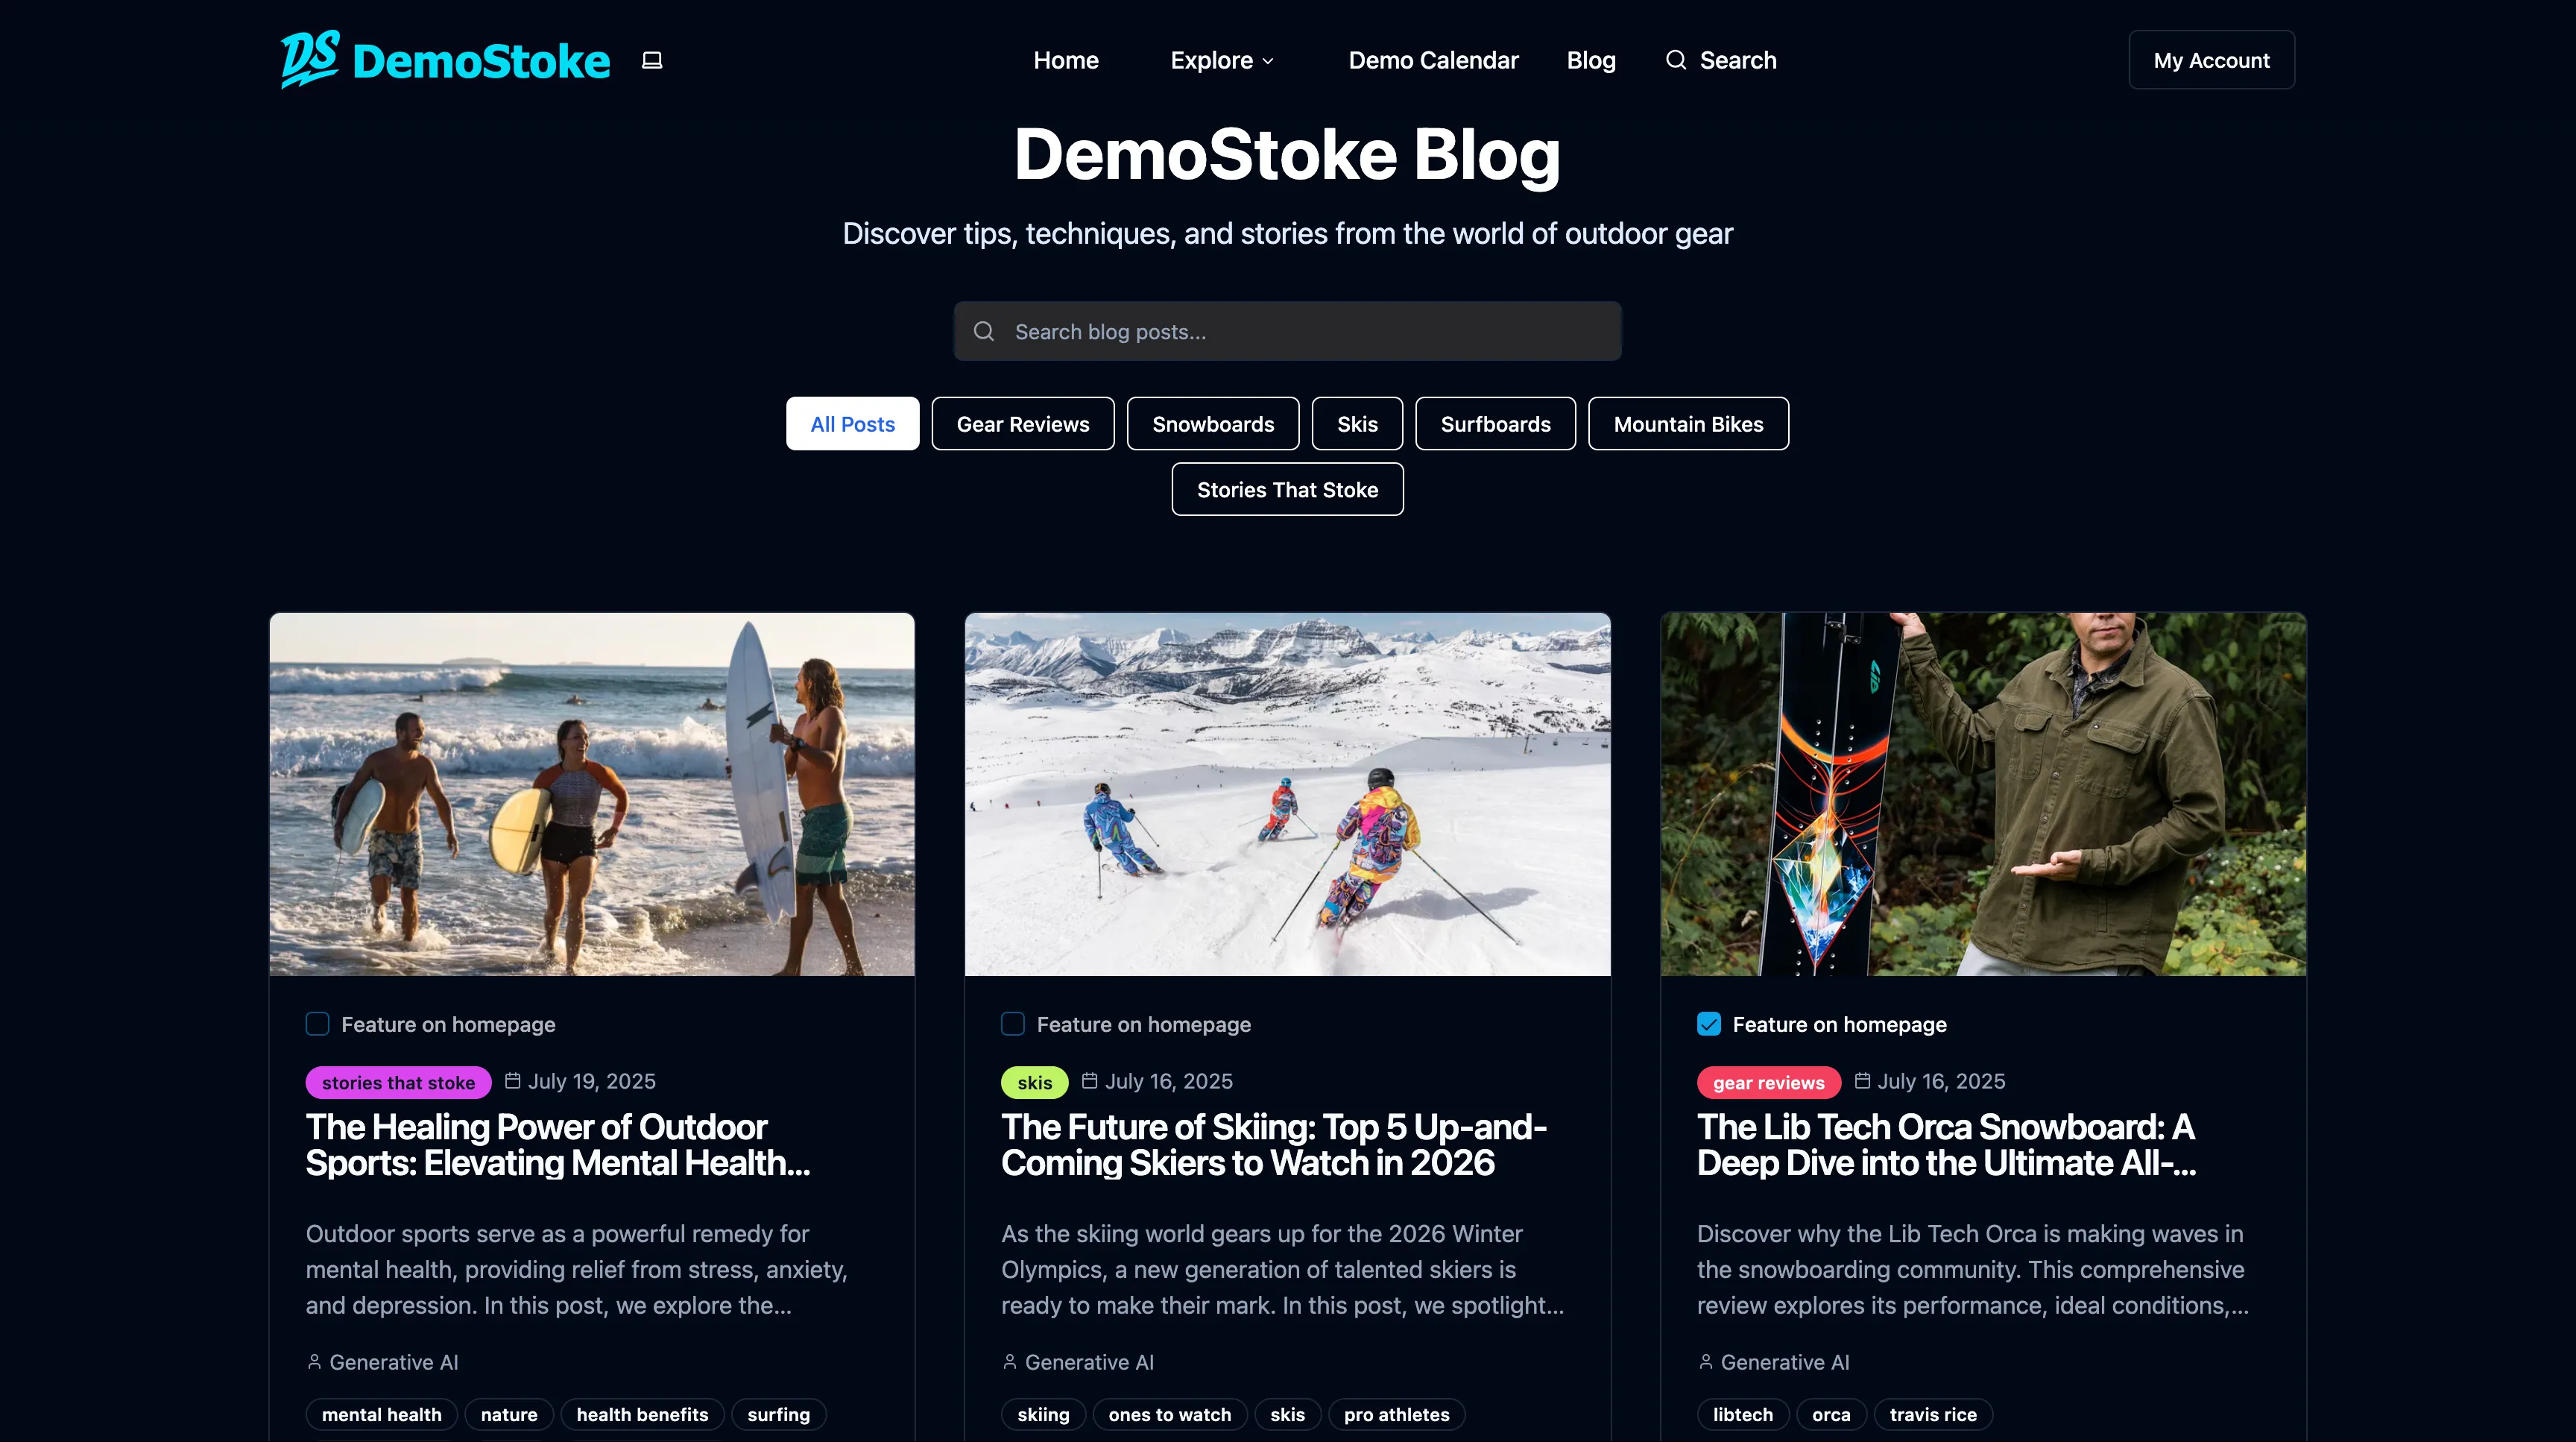 DS DemoStoke
Home
Explore
Demo Calendar
Blog
Search
My Account
DemoStoke Blog
Discover tips, techniques, and stories from the world of outdoor gear
Search blog posts...
All Posts
Gear Reviews
Snowboards
Skis
Surfboards
Mountain Bikes
Stories That Stoke
Feature on homepage
stories that stoke
July 19, 2025
The Healing Power of Outdoor
Sports: Elevating Mental Health...
Outdoor sports serve as a powerful remedy for
mental health, providing relief from stress, anxiety,
and depression. In this post, we explore the...
Generative AI
mental health
nature
health benefits
surfing
Feature on homepage
skis
July 16, 2025
The Future of Skiing: Top 5 Up-and-
Coming Skiers to Watch in 2026
As the skiing world gears up for the 2026 Winter
Olympics, a new generation of talented skiers is
ready to make their mark. In this post, we spotlight...
Generative AI
skiing
ones to watch
skis
pro athletes
Feature on homepage
gear reviews
July 16, 2025
The Lib Tech Orca Snowboard: A
Deep Dive into the Ultimate All-...
Discover why the Lib Tech Orca is making waves in
the snowboarding community. This comprehensive
review explores its performance, ideal conditions,...
Generative AI
libtech
orca
travis rice